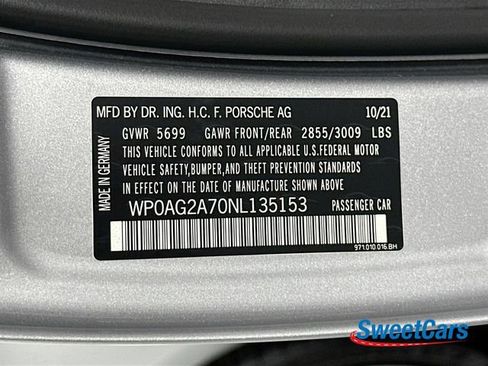 MFD BY DR. ING. H.C. F. PORSCHE AG 10/21
GVWR 5699 GAWR FRONT/REAR 2855/3009 LBS
THIS VEHICLE CONFORMS TO ALL APPLICABLE U.S.FEDERAL MOTOR
VEHICLE SAFETY,BUMPER,AND THEFT PREVENTION STANDARDS
IN EFFECT ON THE DATE OF MANUFACTURE SHOWN ABOVE
WP0AG2A70NL135153 PASSENGER CAR
971.010.016.BH
MADE IN GERMANY
SweetCars